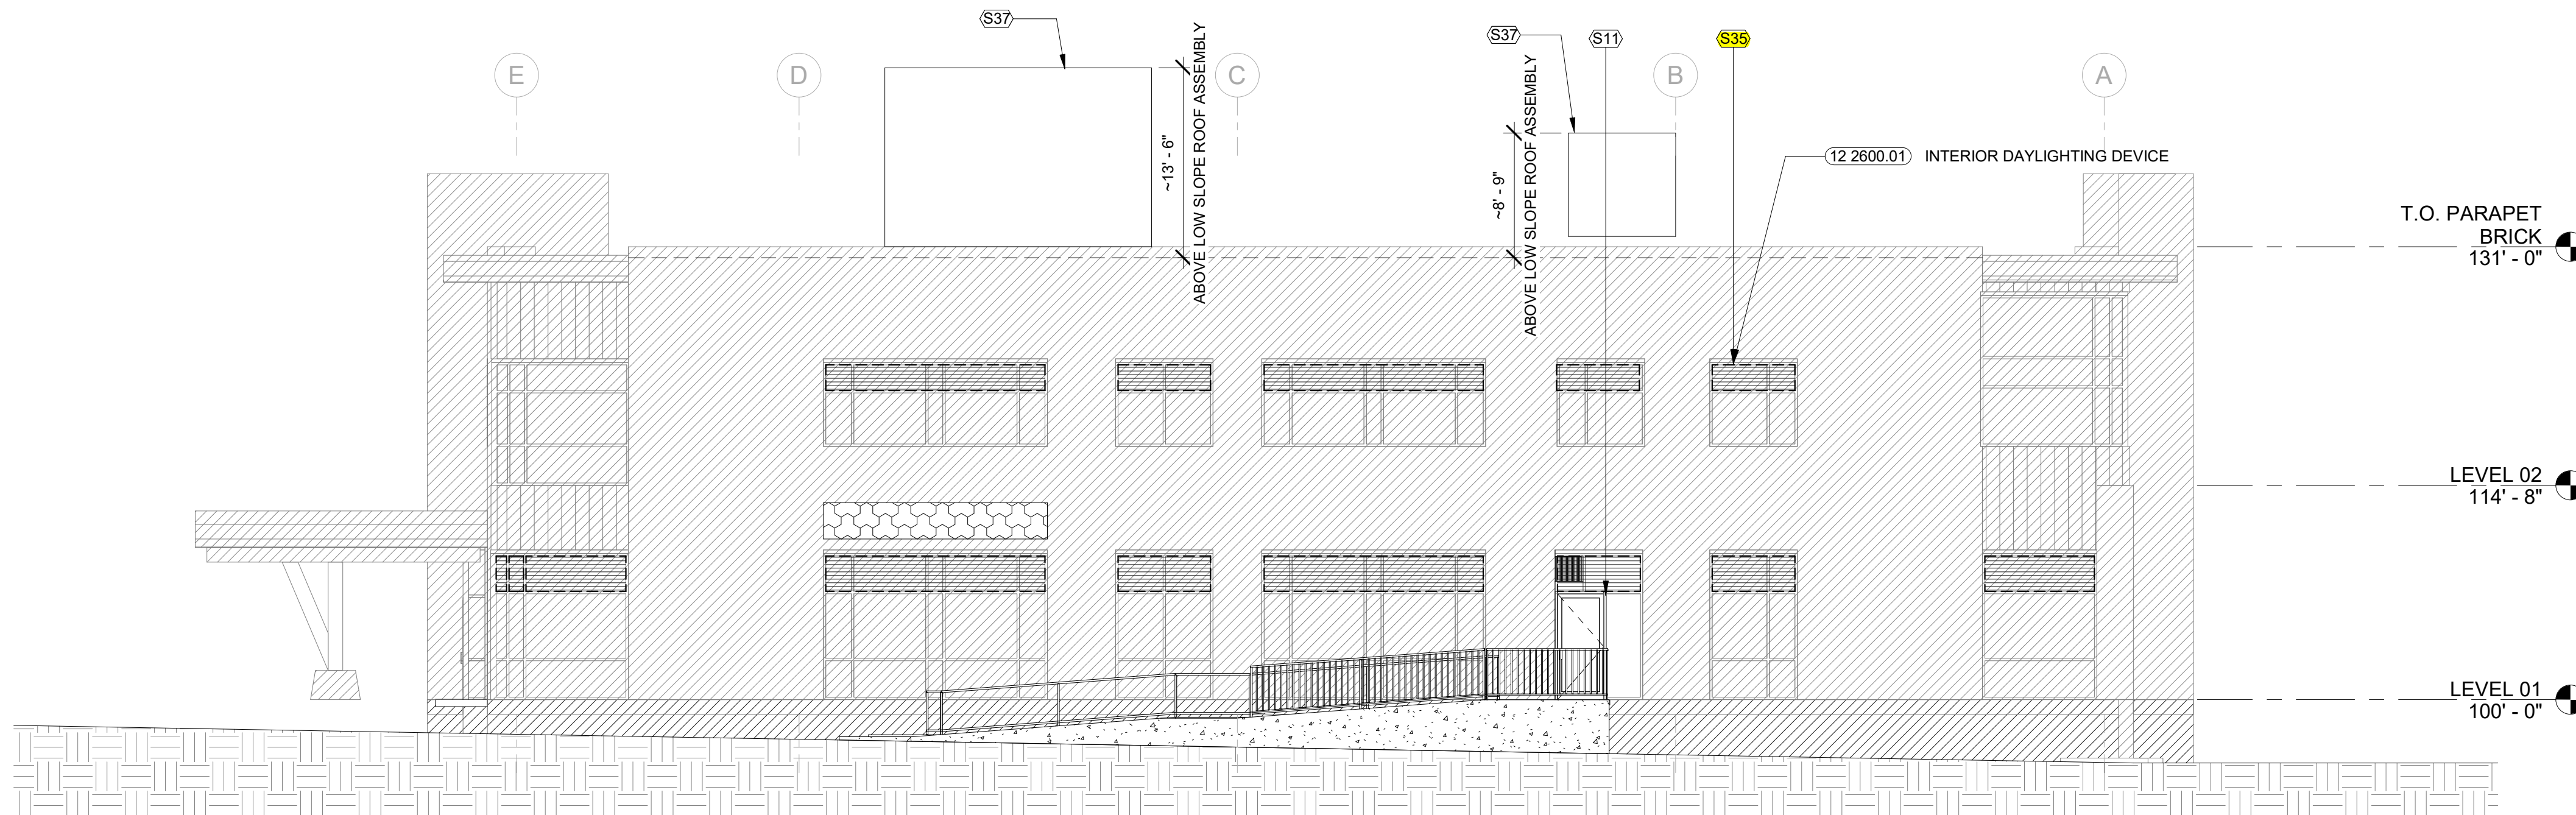 S37
S37
S11
S35
E
D
C
B
A
~13' - 6"
ABOVE LOW SLOPE ROOF ASSEMBLY
~8' - 9"
ABOVE LOW SLOPE ROOF ASSEMBLY
12 2600.01 INTERIOR DAYLIGHTING DEVICE
T.O. PARAPET
BRICK
131' - 0"
LEVEL 02
114' - 8"
LEVEL 01
100' - 0"